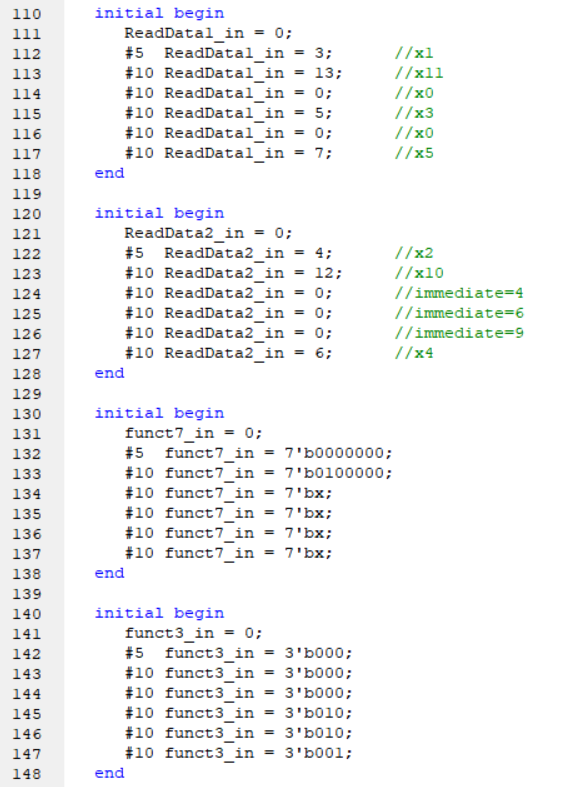 110 initial begin
111 ReadData1_in = 0;
112 #5 ReadData1_in = 3; //x1
113 #10 ReadData1_in = 13; //x11
114 #10 ReadData1_in = 0; //x0
115 #10 ReadData1_in = 5; //x3
116 #10 ReadData1_in = 0; //x0
117 #10 ReadData1_in = 7; //x5
118 end
119
120 initial begin
121 ReadData2_in = 0;
122 #5 ReadData2_in = 4; //x2
123 #10 ReadData2_in = 12; //x10
124 #10 ReadData2_in = 0; //immediate=4
125 #10 ReadData2_in = 0; //immediate=6
126 #10 ReadData2_in = 0; //immediate=9
127 #10 ReadData2_in = 6; //x4
128 end
129
130 initial begin
131 funct7_in = 0;
132 #5 funct7_in = 7'b0000000;
133 #10 funct7_in = 7'b0100000;
134 #10 funct7_in = 7'bx;
135 #10 funct7_in = 7'bx;
136 #10 funct7_in = 7'bx;
137 #10 funct7_in = 7'bx;
138 end
139
140 initial begin
141 funct3_in = 0;
142 #5 funct3_in = 3'b000;
143 #10 funct3_in = 3'b000;
144 #10 funct3_in = 3'b000;
145 #10 funct3_in = 3'b010;
146 #10 funct3_in = 3'b010;
147 #10 funct3_in = 3'b001;
148 end